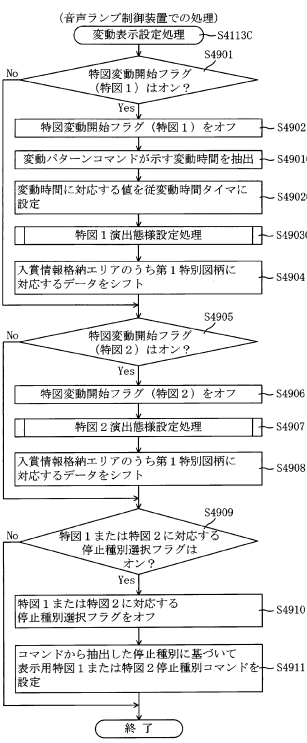 (音声ランプ制御装置での処理)
変動表示設定処理
S4113C
S4901
特図変動開始フラグ
(特図1)はオン?
No
Yes
特図変動開始フラグ(特図1)をオフ
S4902
変動パターンコマンドが示す変動時間を抽出
変動時間に対応する値を従変動時間タイマに
設定
特図1演出態様設定処理
入賞情報格納エリアのうち第1特別図柄に
対応するデータをシフト
S4904
S4905
特図変動開始フラグ
(特図2)はオン?
No
Yes
特図変動開始フラグ(特図2)をオフ
S4906
特図2演出態様設定処理
S4907
入賞情報格納エリアのうち第1特別図柄に
対応するデータをシフト
S4908
S4909
特図1または特図2に対応する
停止種別選択フラグは
オン?
No
Yes
特図1または特図2に対応する
停止種別選択フラグをオフ
S4910
コマンドから抽出した停止種別に基づいて
表示用特図1または特図2停止種別コマンドを
設定
S4911
終了